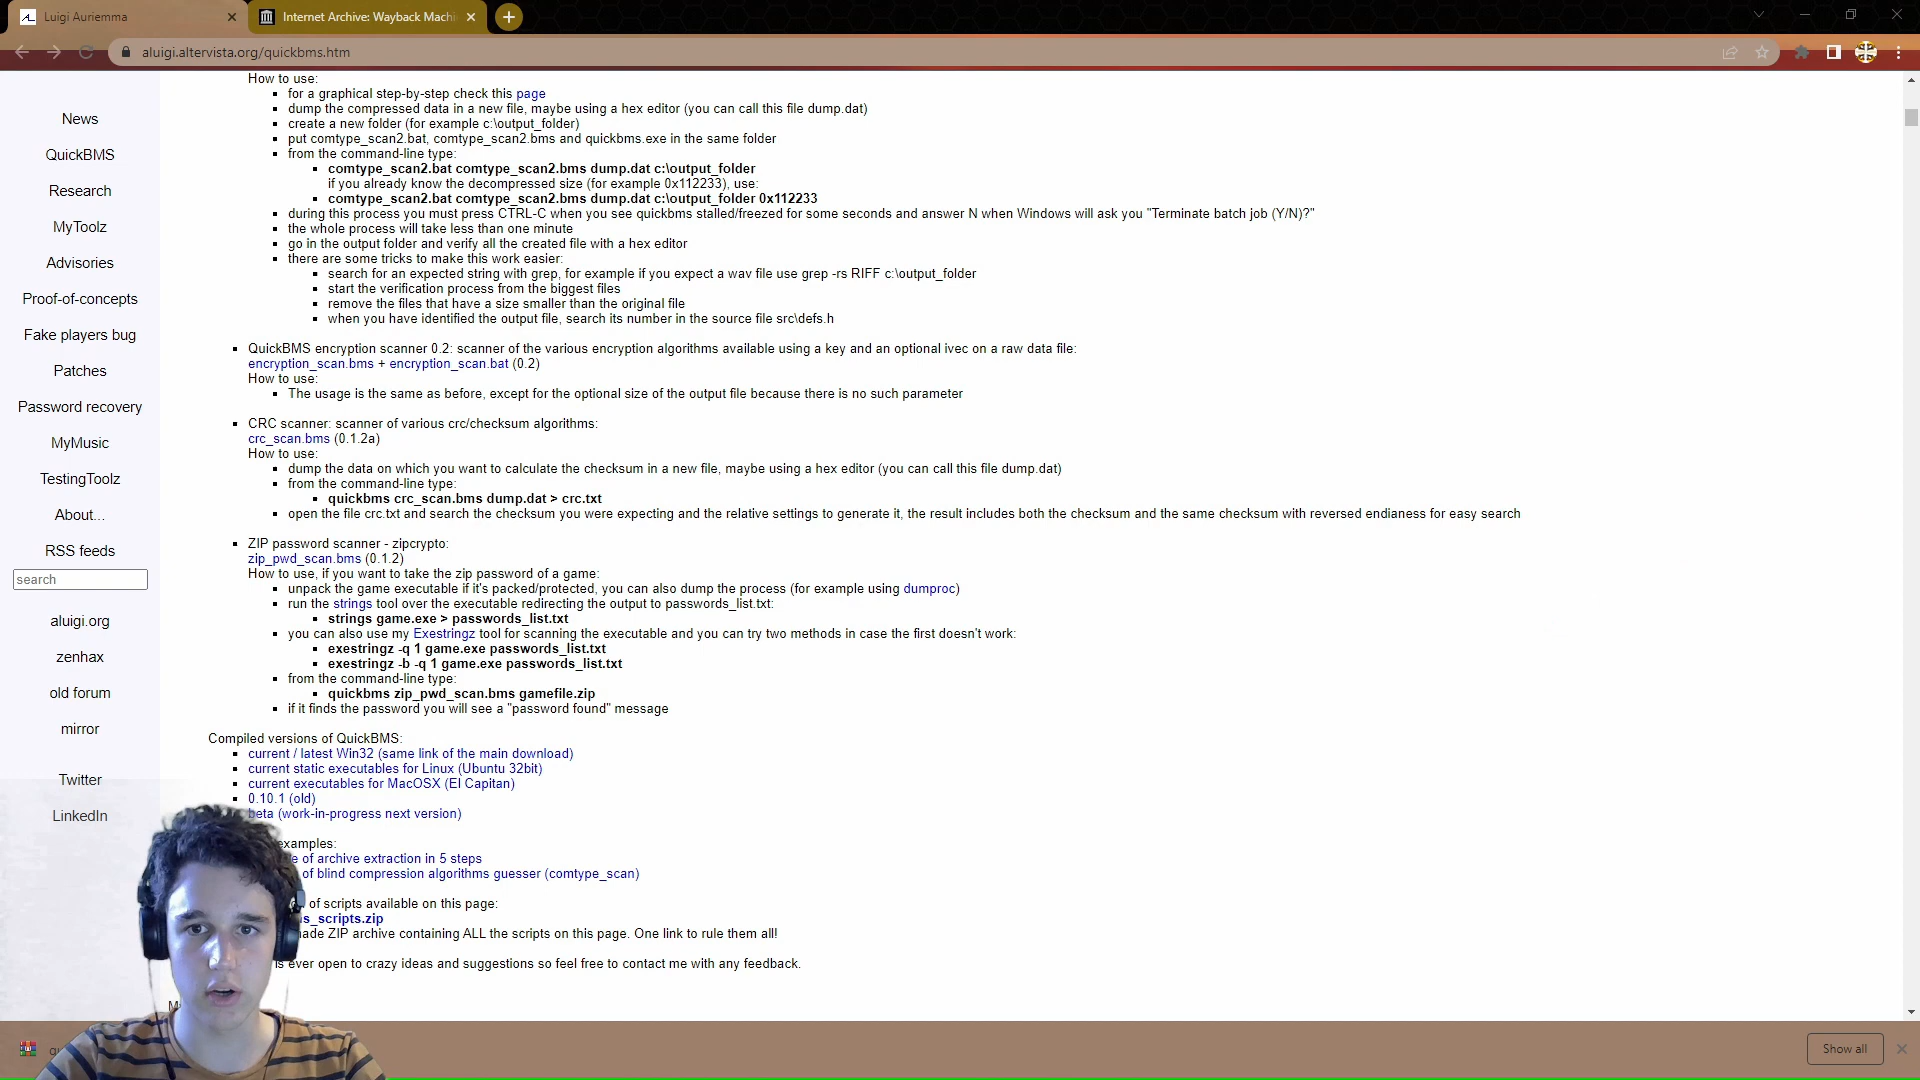 Luigi Auriemma
Internet Archive: Wayback Machi
aluigi.altervista.org/quickbms.htm
News
QuickBMS
Research
MyToolz
Advisories
Proof-of-concepts
Fake players bug
Patches
Password recovery
MyMusic
TestingToolz
About...
RSS feeds
search
aluigi.org
zenhax
old forum
mirror
Twitter
LinkedIn
How to use:
for a graphical step-by-step check this page
dump the compressed data in a new file, maybe using a hex editor (you can call this file dump.dat)
create a new folder (for example c:\output_folder)
put comtype_scan2.bat, comtype_scan2.bms and quickbms.exe in the same folder
from the command-line type:
comtype_scan2.bat comtype_scan2.bms dump.dat c:\output_folder
if you already know the decompressed size (for example 0x112233), use:
comtype_scan2.bat comtype_scan2.bms dump.dat c:\output_folder 0x112233
during this process you must press CTRL-C when you see quickbms stalled/freezed for some seconds and answer N when Windows will ask you "Terminate batch job (Y/N)?"
the whole process will take less than one minute
go in the output folder and verify all the created file with a hex editor
there are some tricks to make this work easier:
search for an expected string with grep, for example if you expect a wav file use grep -rs RIFF c:\output_folder
start the verification process from the biggest files
remove the files that have a size smaller than the original file
when you have identified the output file, search its number in the source file src\defs.h
QuickBMS encryption scanner 0.2: scanner of the various encryption algorithms available using a key and an optional ivec on a raw data file:
encryption_scan.bms + encryption_scan.bat (0.2)
How to use:
The usage is the same as before, except for the optional size of the output file because there is no such parameter
CRC scanner: scanner of various crc/checksum algorithms:
crc_scan.bms (0.1.2a)
How to use:
dump the data on which you want to calculate the checksum in a new file, maybe using a hex editor (you can call this file dump.dat)
from the command-line type:
quickbms crc_scan.bms dump.dat > crc.txt
open the file crc.txt and search the checksum you were expecting and the relative settings to generate it, the result includes both the checksum and the same checksum with reversed endianess for easy search
ZIP password scanner - zipcrypto:
zip_pwd_scan.bms (0.1.2)
How to use, if you want to take the zip password of a game:
unpack the game executable if it's packed/protected, you can also dump the process (for example using dumproc)
run the strings tool over the executable redirecting the output to passwords_list.txt:
strings game.exe > passwords_list.txt
you can also use my Exestringz tool for scanning the executable and you can try two methods in case the first doesn't work:
exestringz -q 1 game.exe passwords_list.txt
exestringz -b -q 1 game.exe passwords_list.txt
from the command-line type:
quickbms zip_pwd_scan.bms gamefile.zip
if it finds the password you will see a "password found" message
Compiled versions of QuickBMS:
current / latest Win32 (same link of the main download)
current static executables for Linux (Ubuntu 32bit)
current executables for MacOSX (El Capitan)
0.10.1 (old)
beta (work-in-progress next version)
examples:
of archive extraction in 5 steps
of blind compression algorithms guesser (comtype_scan)
of scripts available on this page:
s_scripts.zip
ZIP archive containing ALL the scripts on this page. One link to rule them all!
is ever open to crazy ideas and suggestions so feel free to contact me with any feedback.
Show all